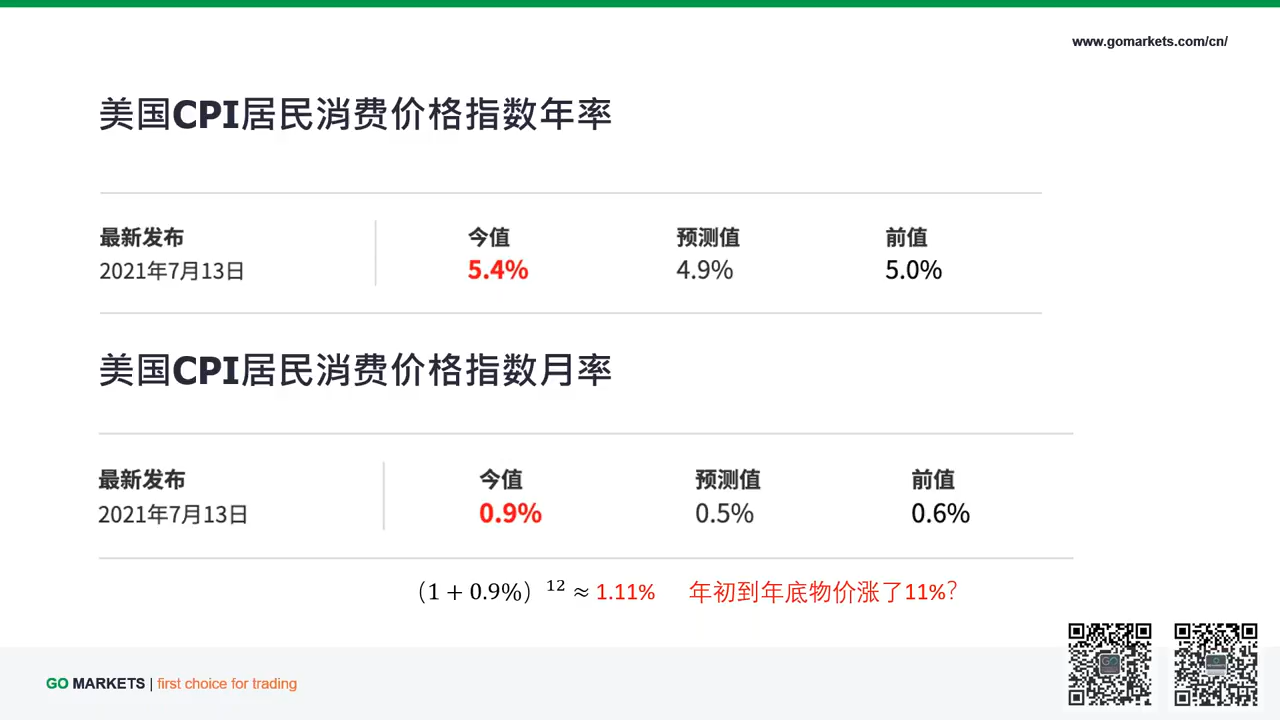 www.gomarkets.com/cn/
美国CPI居民消费价格指数年率
最新发布 今值 预测值 前值
2021年7月13日 5.4% 4.9% 5.0%
美国CPI居民消费价格指数月率
最新发布 今值 预测值 前值
2021年7月13日 0.9% 0.5% 0.6%
（1 + 0.9%）¹² ≈ 1.11% 年初到年底物价涨了11%?
GO MARKETS | first choice for trading